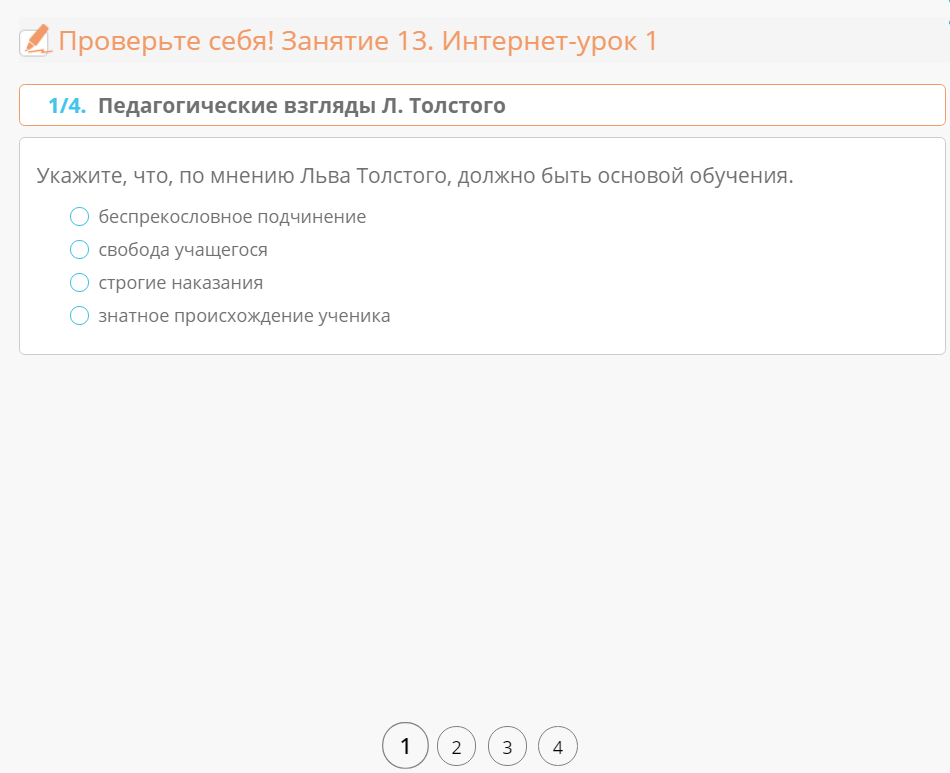 Проверьте себя! Занятие 13. Интернет-урок 1
1/4. Педагогические взгляды Л. Толстого
Укажите, что, по мнению Льва Толстого, должно быть основой обучения.
беспрекословное подчинение
свобода учащегося
строгие наказания
знатное происхождение ученика
1 2 3 4